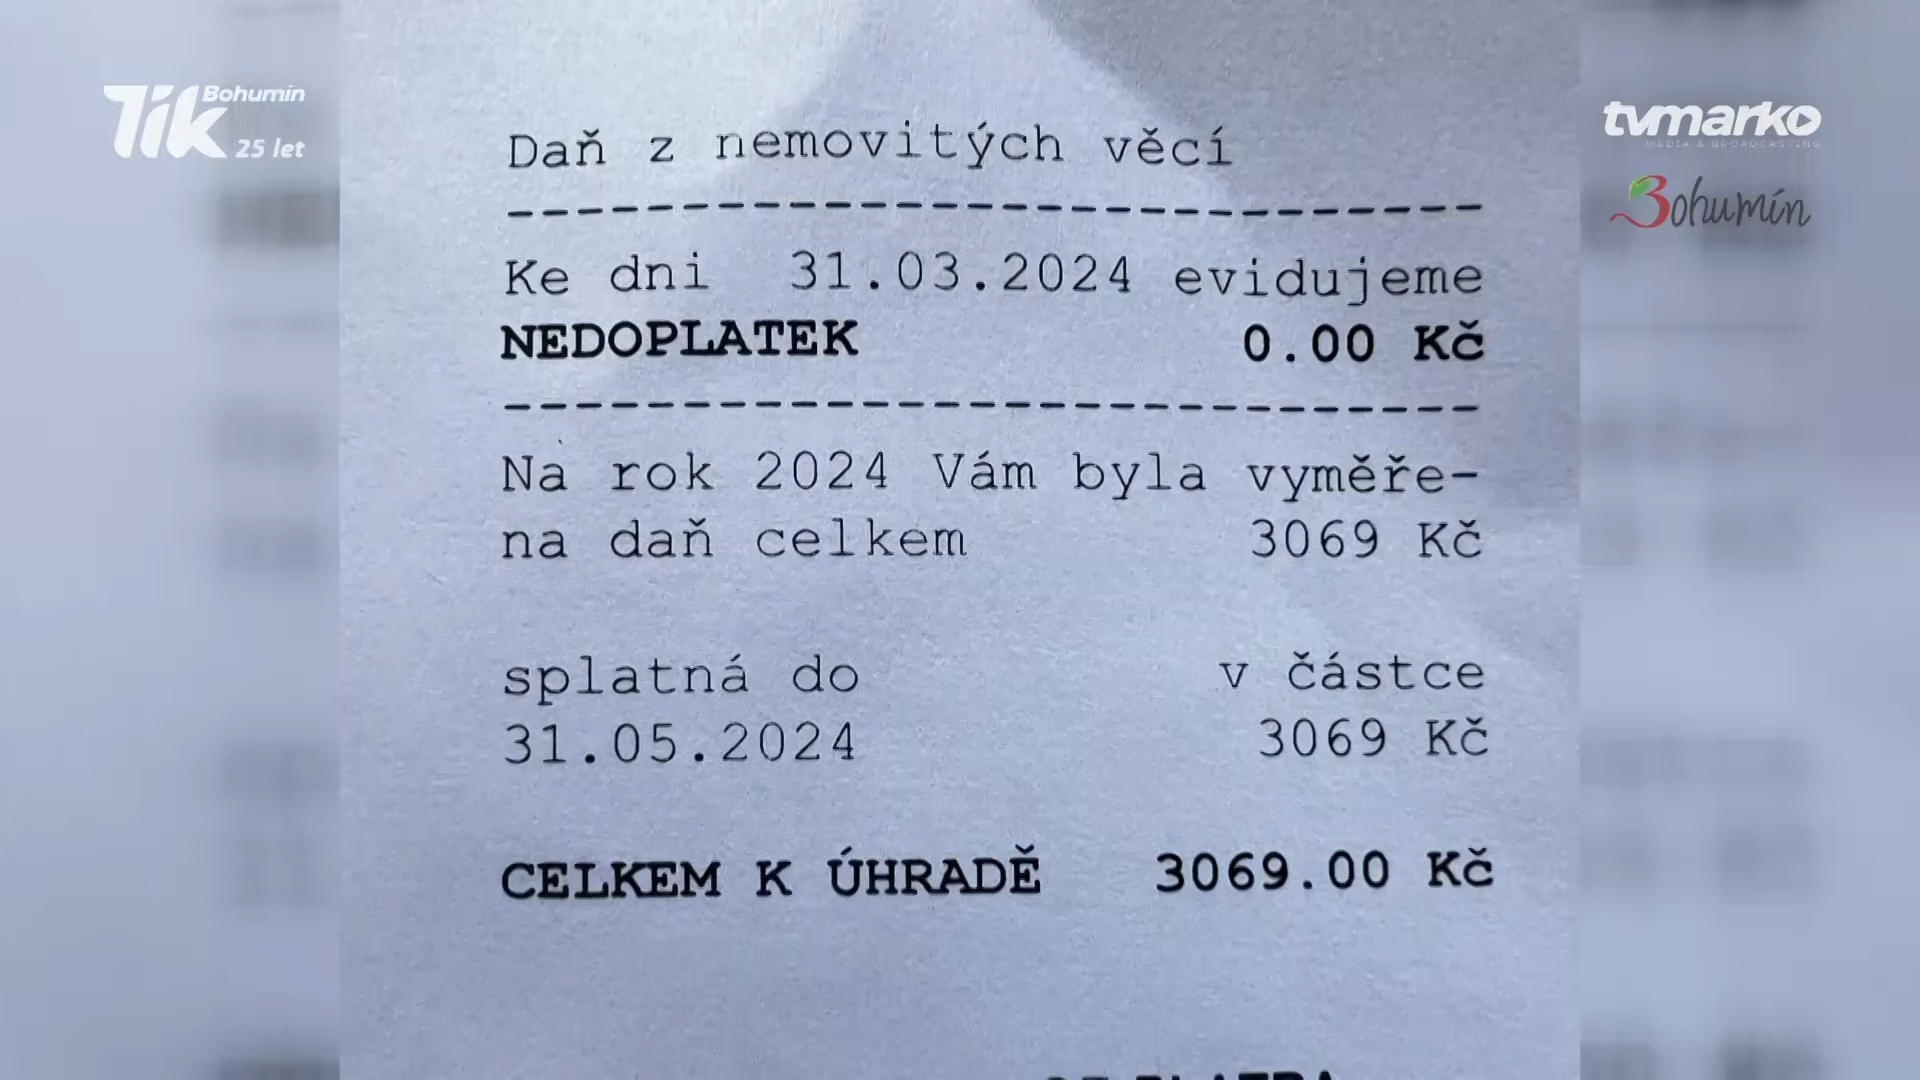 Tik Bohumín
25 let
tvmarko
MEDIA & BROADCASTING
Bohumín
Daň z nemovitých věcí
----------------------------
Ke dni 31.03.2024 evidujeme
NEDOPLATEK 0.00 Kč
----------------------------
Na rok 2024 Vám byla vyměře-
na daň celkem 3069 Kč
splatná do v částce
31.05.2024 3069 Kč
CELKEM K ÚHRADĚ 3069.00 Kč